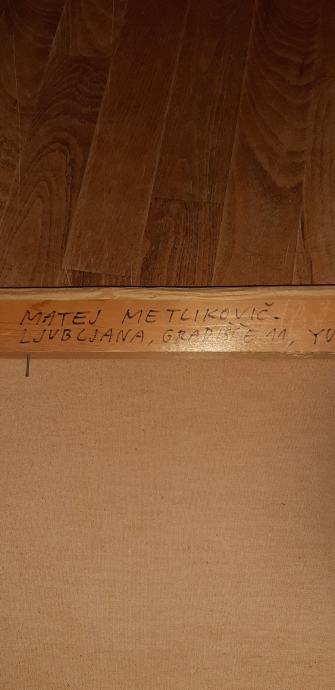 MATEJ METLIKOVIČ.
LJUBLJANA, GRADIŠČE 11, YU